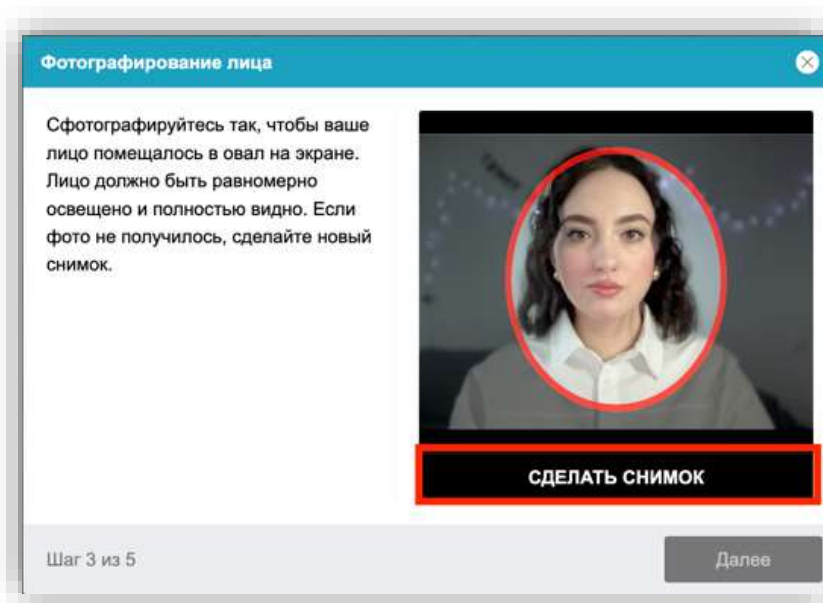 Фотографирование лица
Сфотографируйтесь так, чтобы ваше
лицо помещалось в овал на экране.
Лицо должно быть равномерно
освещено и полностью видно. Если
фото не получилось, сделайте новый
снимок.
СДЕЛАТЬ СНИМОК
Шаг 3 из 5
Далее